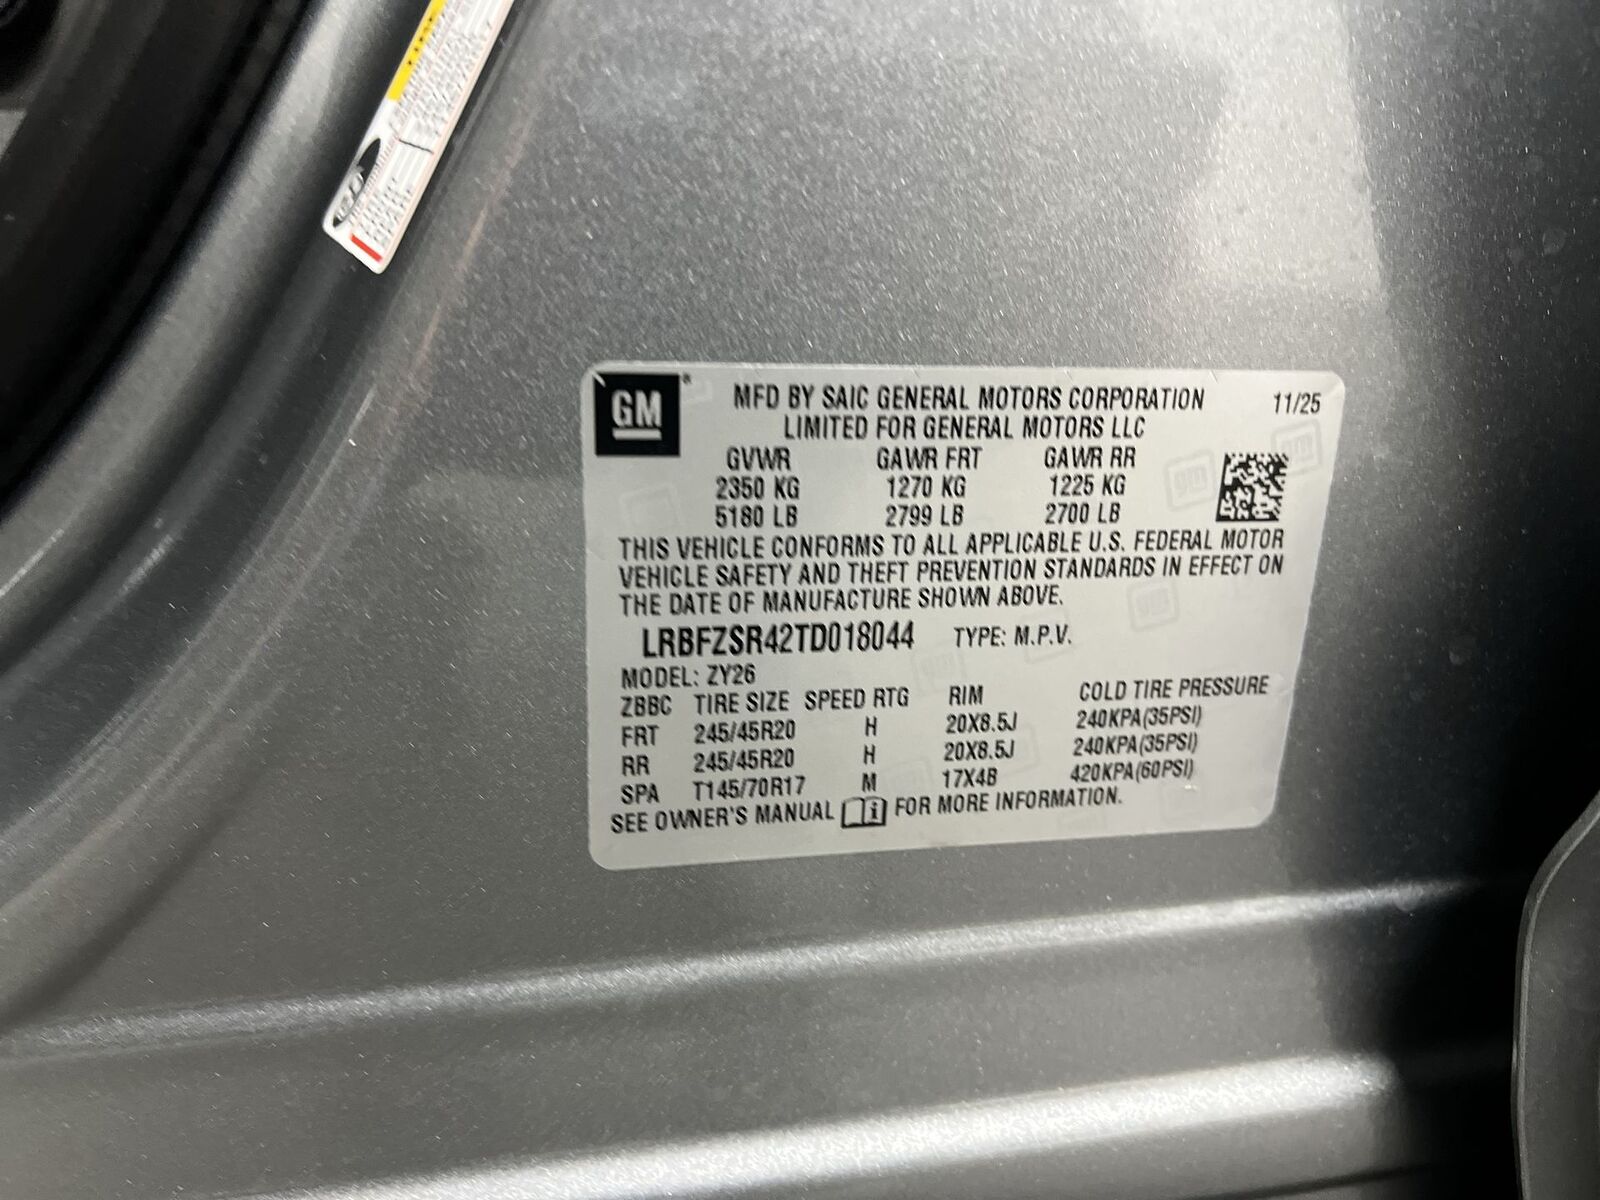 TIRE
GM®
MFD BY SAIC GENERAL MOTORS CORPORATION 11/25
LIMITED FOR GENERAL MOTORS LLC
GVWR GAWR FRT GAWR RR
2350 KG 1270 KG 1225 KG
5180 LB 2799 LB 2700 LB
THIS VEHICLE CONFORMS TO ALL APPLICABLE U.S. FEDERAL MOTOR
VEHICLE SAFETY AND THEFT PREVENTION STANDARDS IN EFFECT ON
THE DATE OF MANUFACTURE SHOWN ABOVE.
LRBFZSR42TD018044 TYPE: M.P.V.
MODEL: ZY26
ZBBC TIRE SIZE SPEED RTG RIM COLD TIRE PRESSURE
FRT 245/45R20 H 20X8.5J 240KPA(35PSI)
RR 245/45R20 H 20X8.5J 240KPA(35PSI)
SPA T145/70R17 M 17X4B 420KPA(60PSI)
SEE OWNER'S MANUAL FOR MORE INFORMATION.